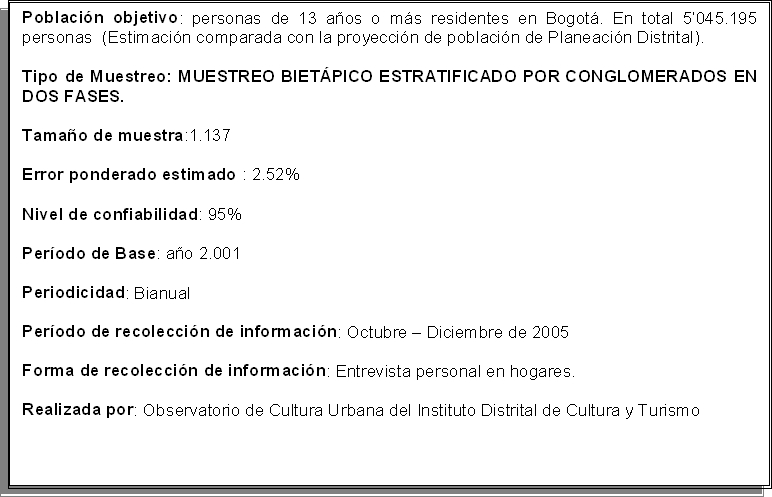 Población objetivo: personas de 13 años o más residentes en Bogotá. En total 5'045.195
personas (Estimación comparada con la proyección de población de Planeación Distrital).
Tipo de Muestreo: MUESTREO BIETÁPICO ESTRATIFICADO POR CONGLOMERADOS EN
DOS FASES.
Tamaño de muestra:1.137
Error ponderado estimado : 2.52%
Nivel de confiabilidad: 95%
Período de Base: año 2.001
Periodicidad: Bianual
Período de recolección de información: Octubre – Diciembre de 2005
Forma de recolección de información: Entrevista personal en hogares.
Realizada por: Observatorio de Cultura Urbana del Instituto Distrital de Cultura y Turismo